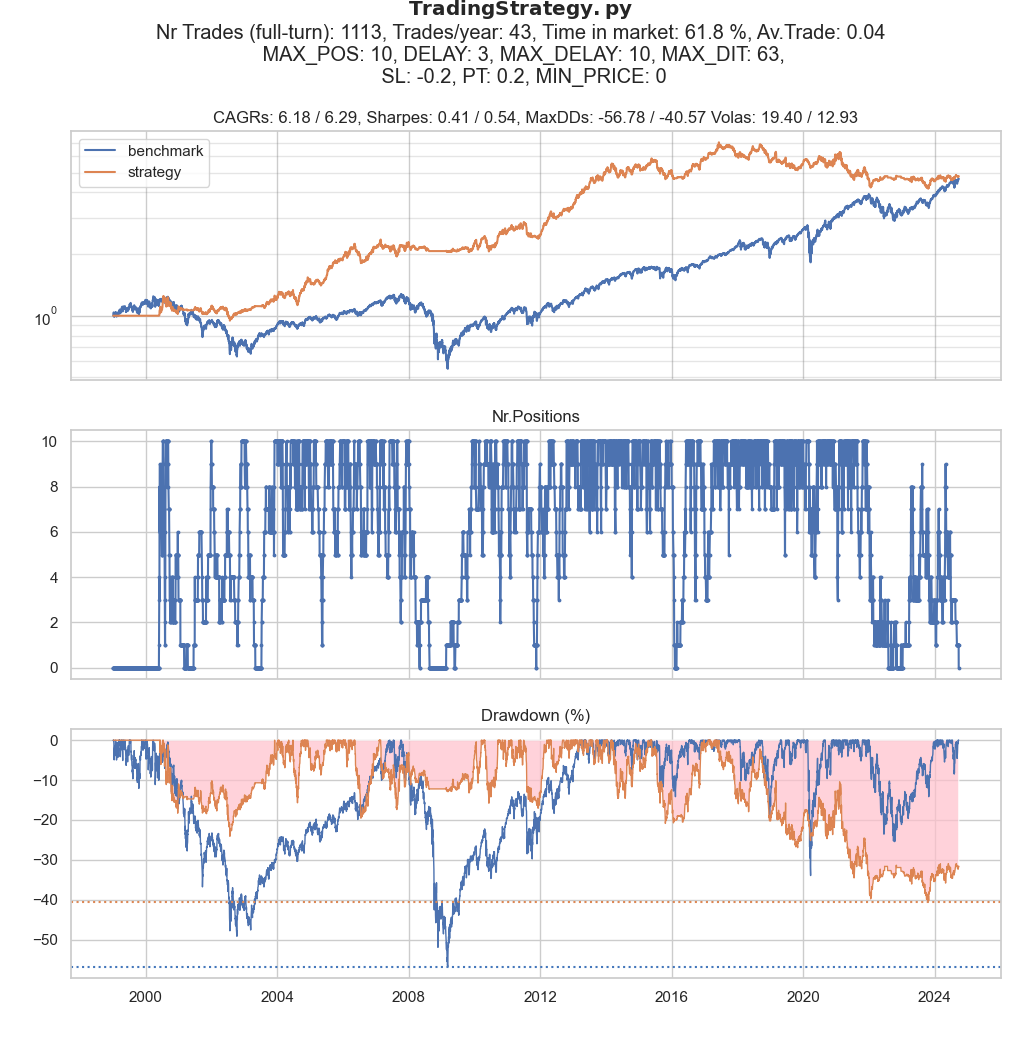 TradingStrategy.py
Nr Trades (full-turn): 1113, Trades/year: 43, Time in market: 61.8 %, Av.Trade: 0.04
MAX_POS: 10, DELAY: 3, MAX_DELAY: 10, MAX_DIT: 63,
SL: -0.2, PT: 0.2, MIN_PRICE: 0
CAGRs: 6.18 / 6.29, Sharpes: 0.41 / 0.54, MaxDDs: -56.78 / -40.57 Volas: 19.40 / 12.93
benchmark
strategy
10⁰
Nr.Positions
10
8
6
4
2
0
Drawdown (%)
0
−10
−20
−30
−40
−50
2000 2004 2008 2012 2016 2020 2024